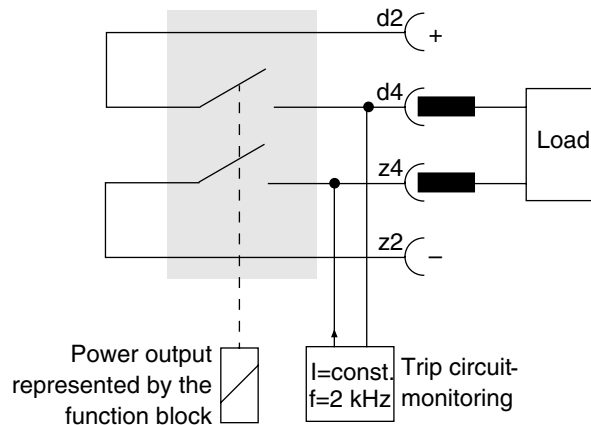 d2
+
d4
Load
z4
z2
–
Power output
represented by the
function block
I=const.
f=2 kHz
Trip circuit-
monitoring